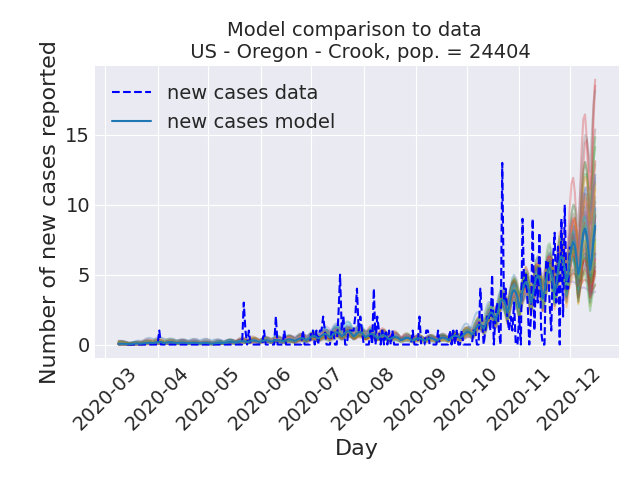 Model comparison to data
US - Oregon - Crook, pop. = 24404
Number of new cases reported
new cases data
new cases model
15
10
5
0
2020-03
2020-04
2020-05
2020-06
2020-07
2020-08
2020-09
2020-10
2020-11
2020-12
Day